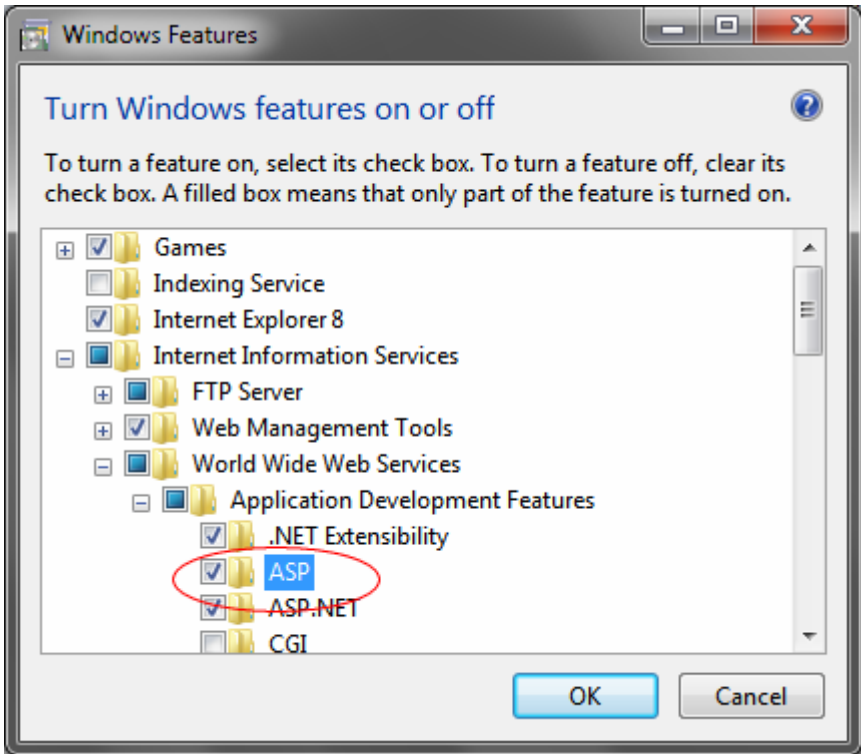 Windows Features
Turn Windows features on or off
To turn a feature on, select its check box. To turn a feature off, clear its
check box. A filled box means that only part of the feature is turned on.
Games
Indexing Service
Internet Explorer 8
Internet Information Services
FTP Server
Web Management Tools
World Wide Web Services
Application Development Features
.NET Extensibility
ASP
ASP.NET
CGI
OK Cancel